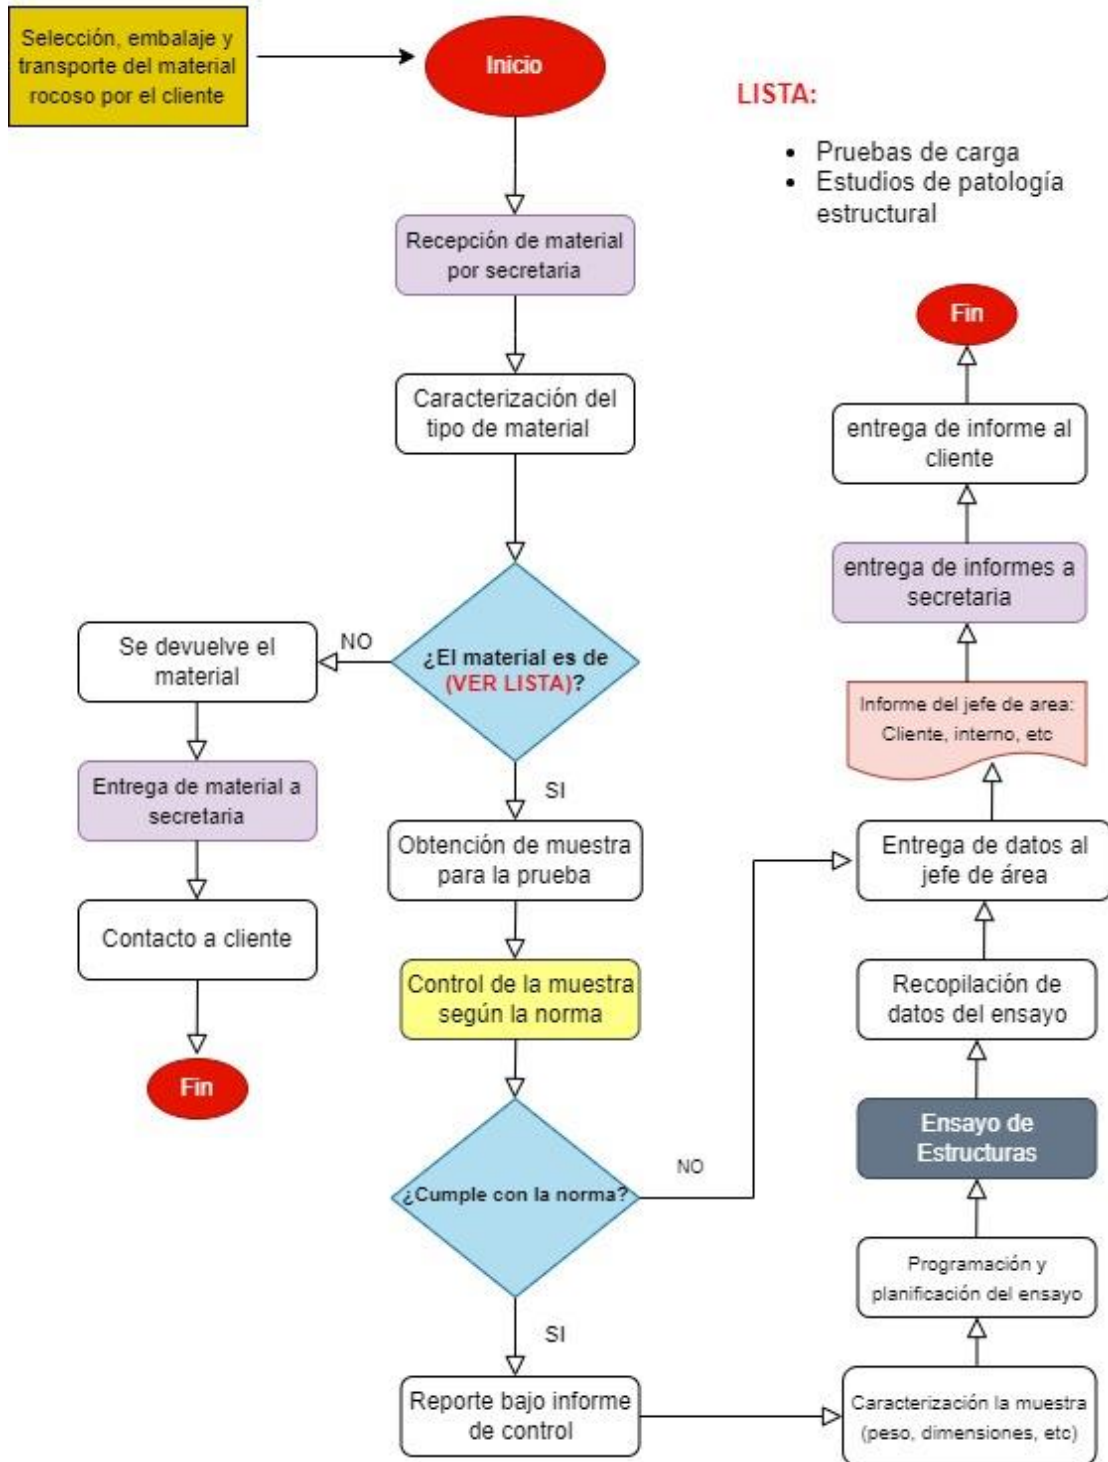 Selección, embalaje y
transporte del material
rocoso por el cliente
Inicio
LISTA:
• Pruebas de carga
• Estudios de patología
estructural
Recepción de material
por secretaria
Caracterización del
tipo de material
¿El material es de
(VER LISTA)?
NO
Se devuelve el
material
Entrega de material a
secretaria
Contacto a cliente
Fin
SI
Obtención de muestra
para la prueba
Control de la muestra
según la norma
¿Cumple con la norma?
NO
SI
Reporte bajo informe
de control
Caracterización la muestra
(peso, dimensiones, etc)
Programación y
planificación del ensayo
Ensayo de
Estructuras
Recopilación de
datos del ensayo
Entrega de datos al
jefe de área
Informe del jefe de area:
Cliente, interno, etc
entrega de informes a
secretaria
entrega de informe al
cliente
Fin